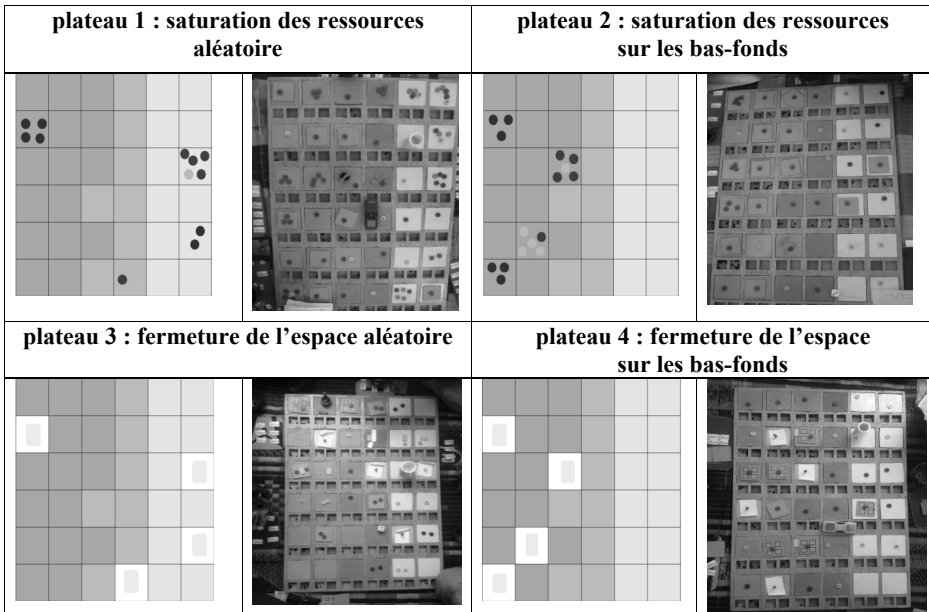 plateau 1 : saturation des ressources
aléatoire
plateau 2 : saturation des ressources
sur les bas-fonds
plateau 3 : fermeture de l’espace aléatoire
plateau 4 : fermeture de l’espace
sur les bas-fonds